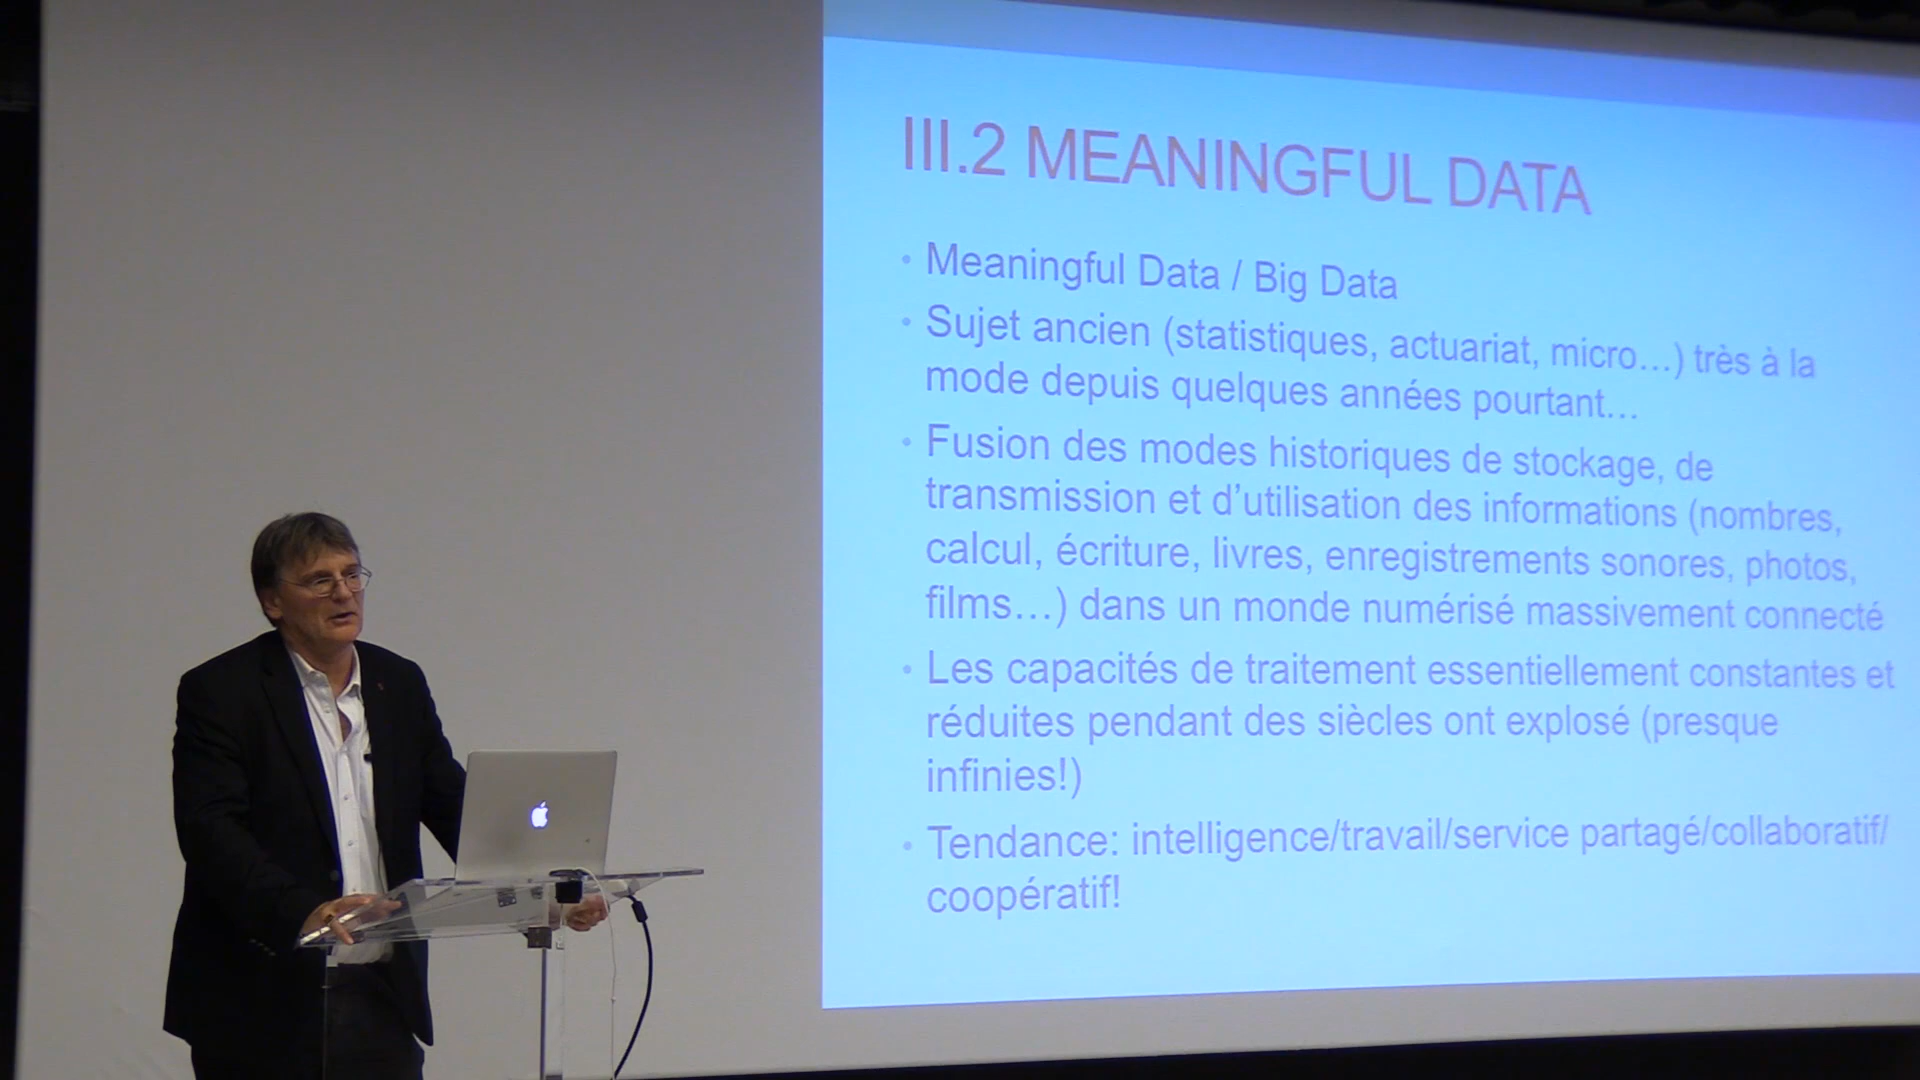 III.2 MEANINGFUL DATA
• Meaningful Data / Big Data
• Sujet ancien (statistiques, actuariat, micro…) très à la
mode depuis quelques années pourtant…
• Fusion des modes historiques de stockage, de
transmission et d’utilisation des informations (nombres,
calcul, écriture, livres, enregistrements sonores, photos,
films…) dans un monde numérisé massivement connecté
• Les capacités de traitement essentiellement constantes et
réduites pendant des siècles ont explosé (presque
infinies!)
• Tendance: intelligence/travail/service partagé/collaboratif/
coopératif!